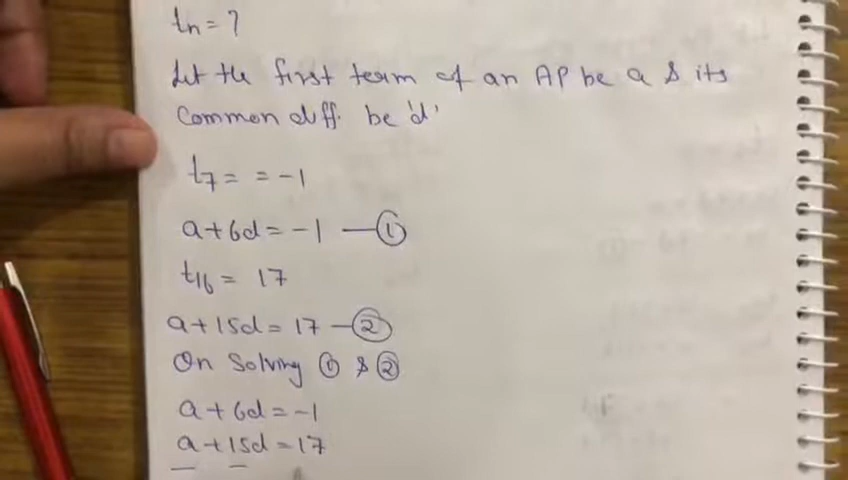 tn = ?
Let the first term of an AP be a & its
Common diff. be 'd'
t7 = = -1
a+6d = -1 —①
t16 = 17
a+15d = 17 —②
On Solving ① & ②
a+6d = -1
a+15d = 17
— —